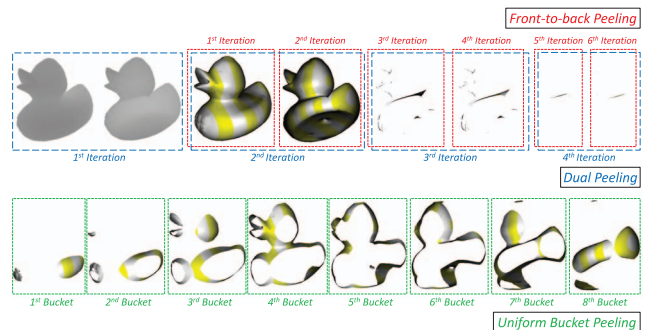 Front-to-back Peeling
1st Iteration 2nd Iteration 3rd Iteration 4th Iteration 5th Iteration 6th Iteration
1st Iteration 2nd Iteration 3rd Iteration 4th Iteration
Dual Peeling
1st Bucket 2nd Bucket 3rd Bucket 4th Bucket 5th Bucket 6th Bucket 7th Bucket 8th Bucket
Uniform Bucket Peeling